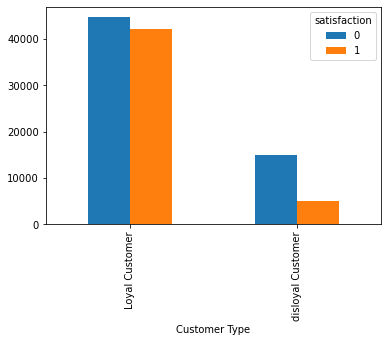 satisfaction
0
1
40000
30000
20000
10000
0
Loyal Customer
disloyal Customer
Customer Type